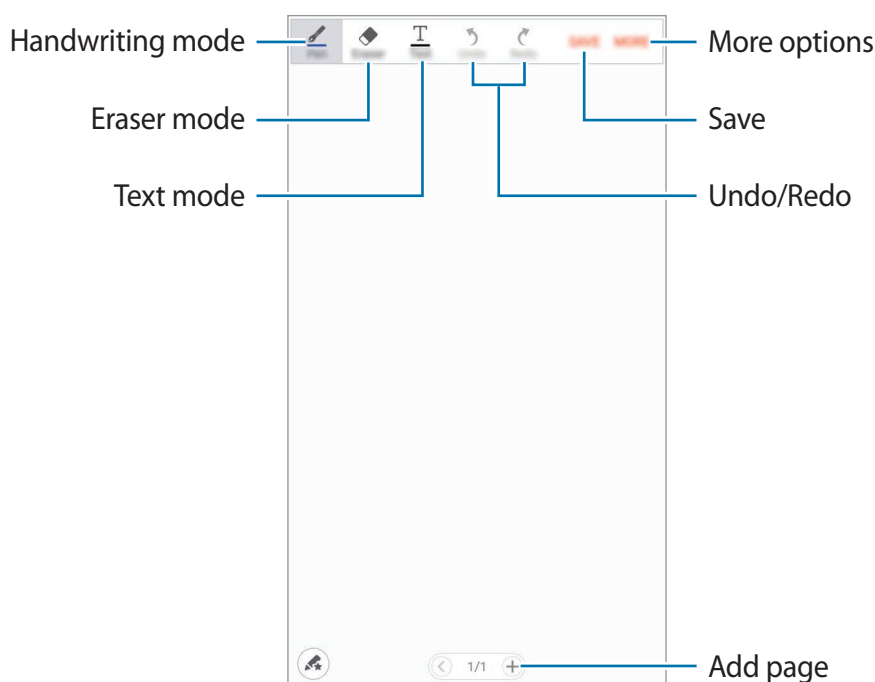 Handwriting mode
More options
SAVE MORE
Eraser mode
Save
Text mode
Undo/Redo
1/1
Add page